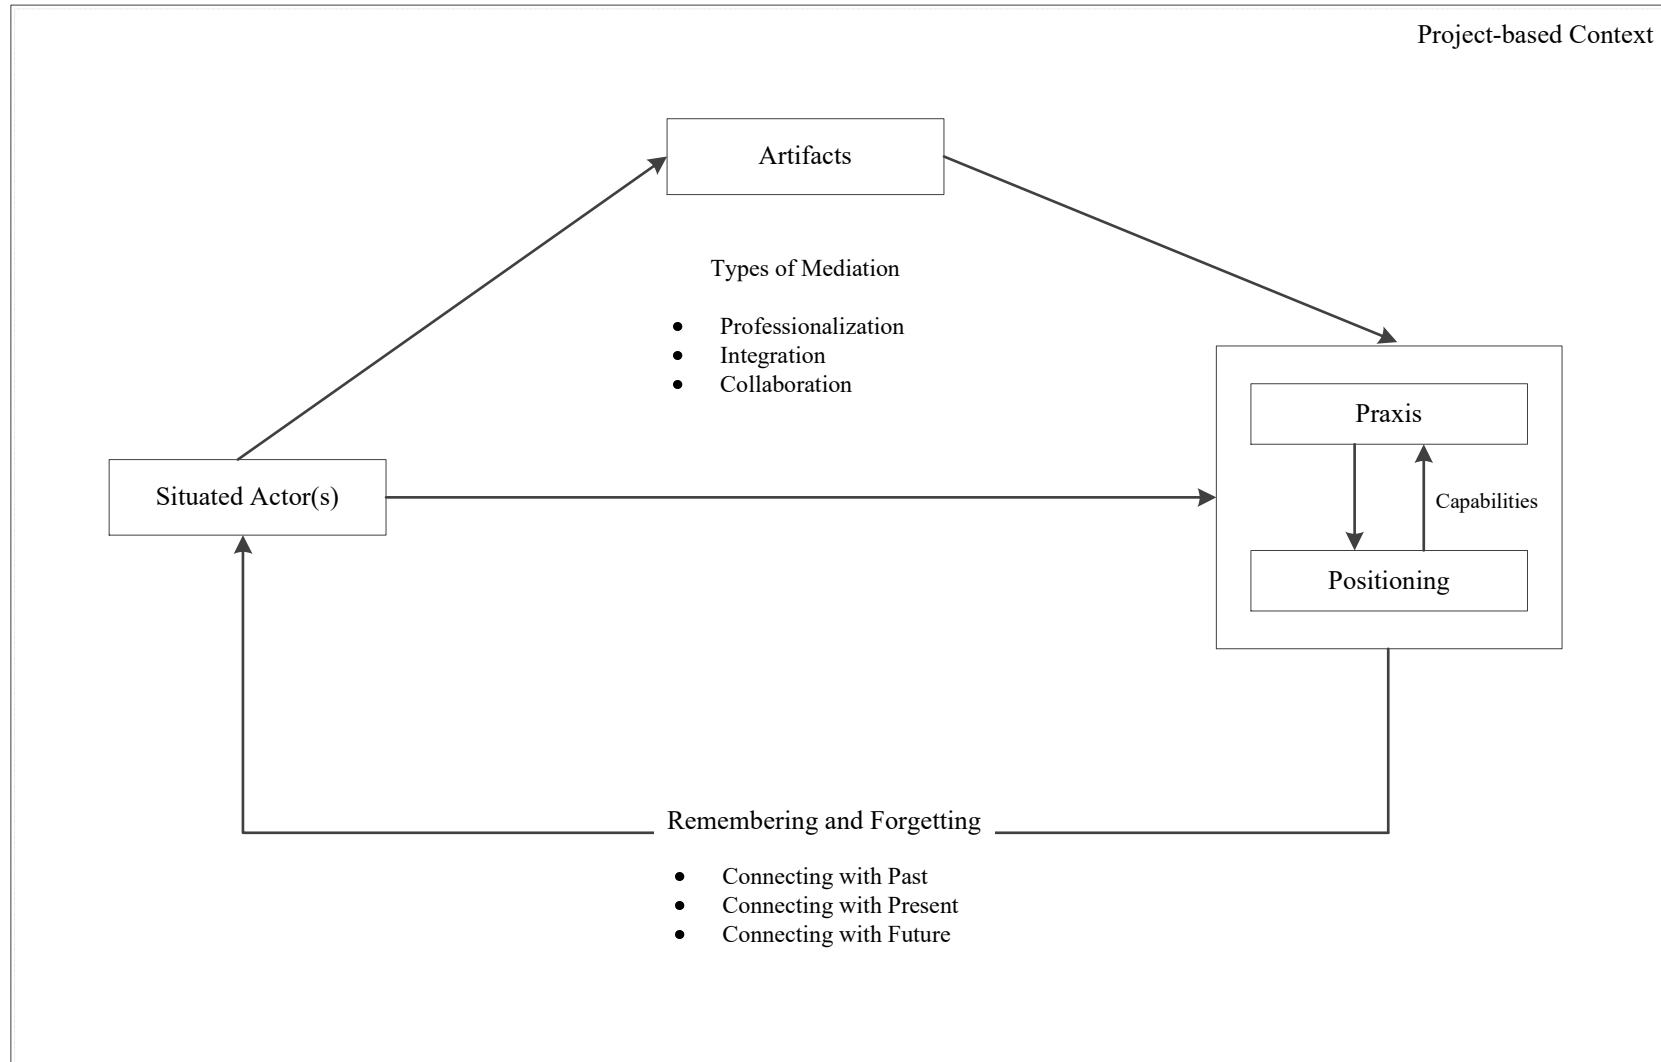 Project-based Context
Artifacts
Types of Mediation
● Professionalization
● Integration
● Collaboration
Situated Actor(s)
Praxis
Capabilities
Positioning
Remembering and Forgetting
● Connecting with Past
● Connecting with Present
● Connecting with Future